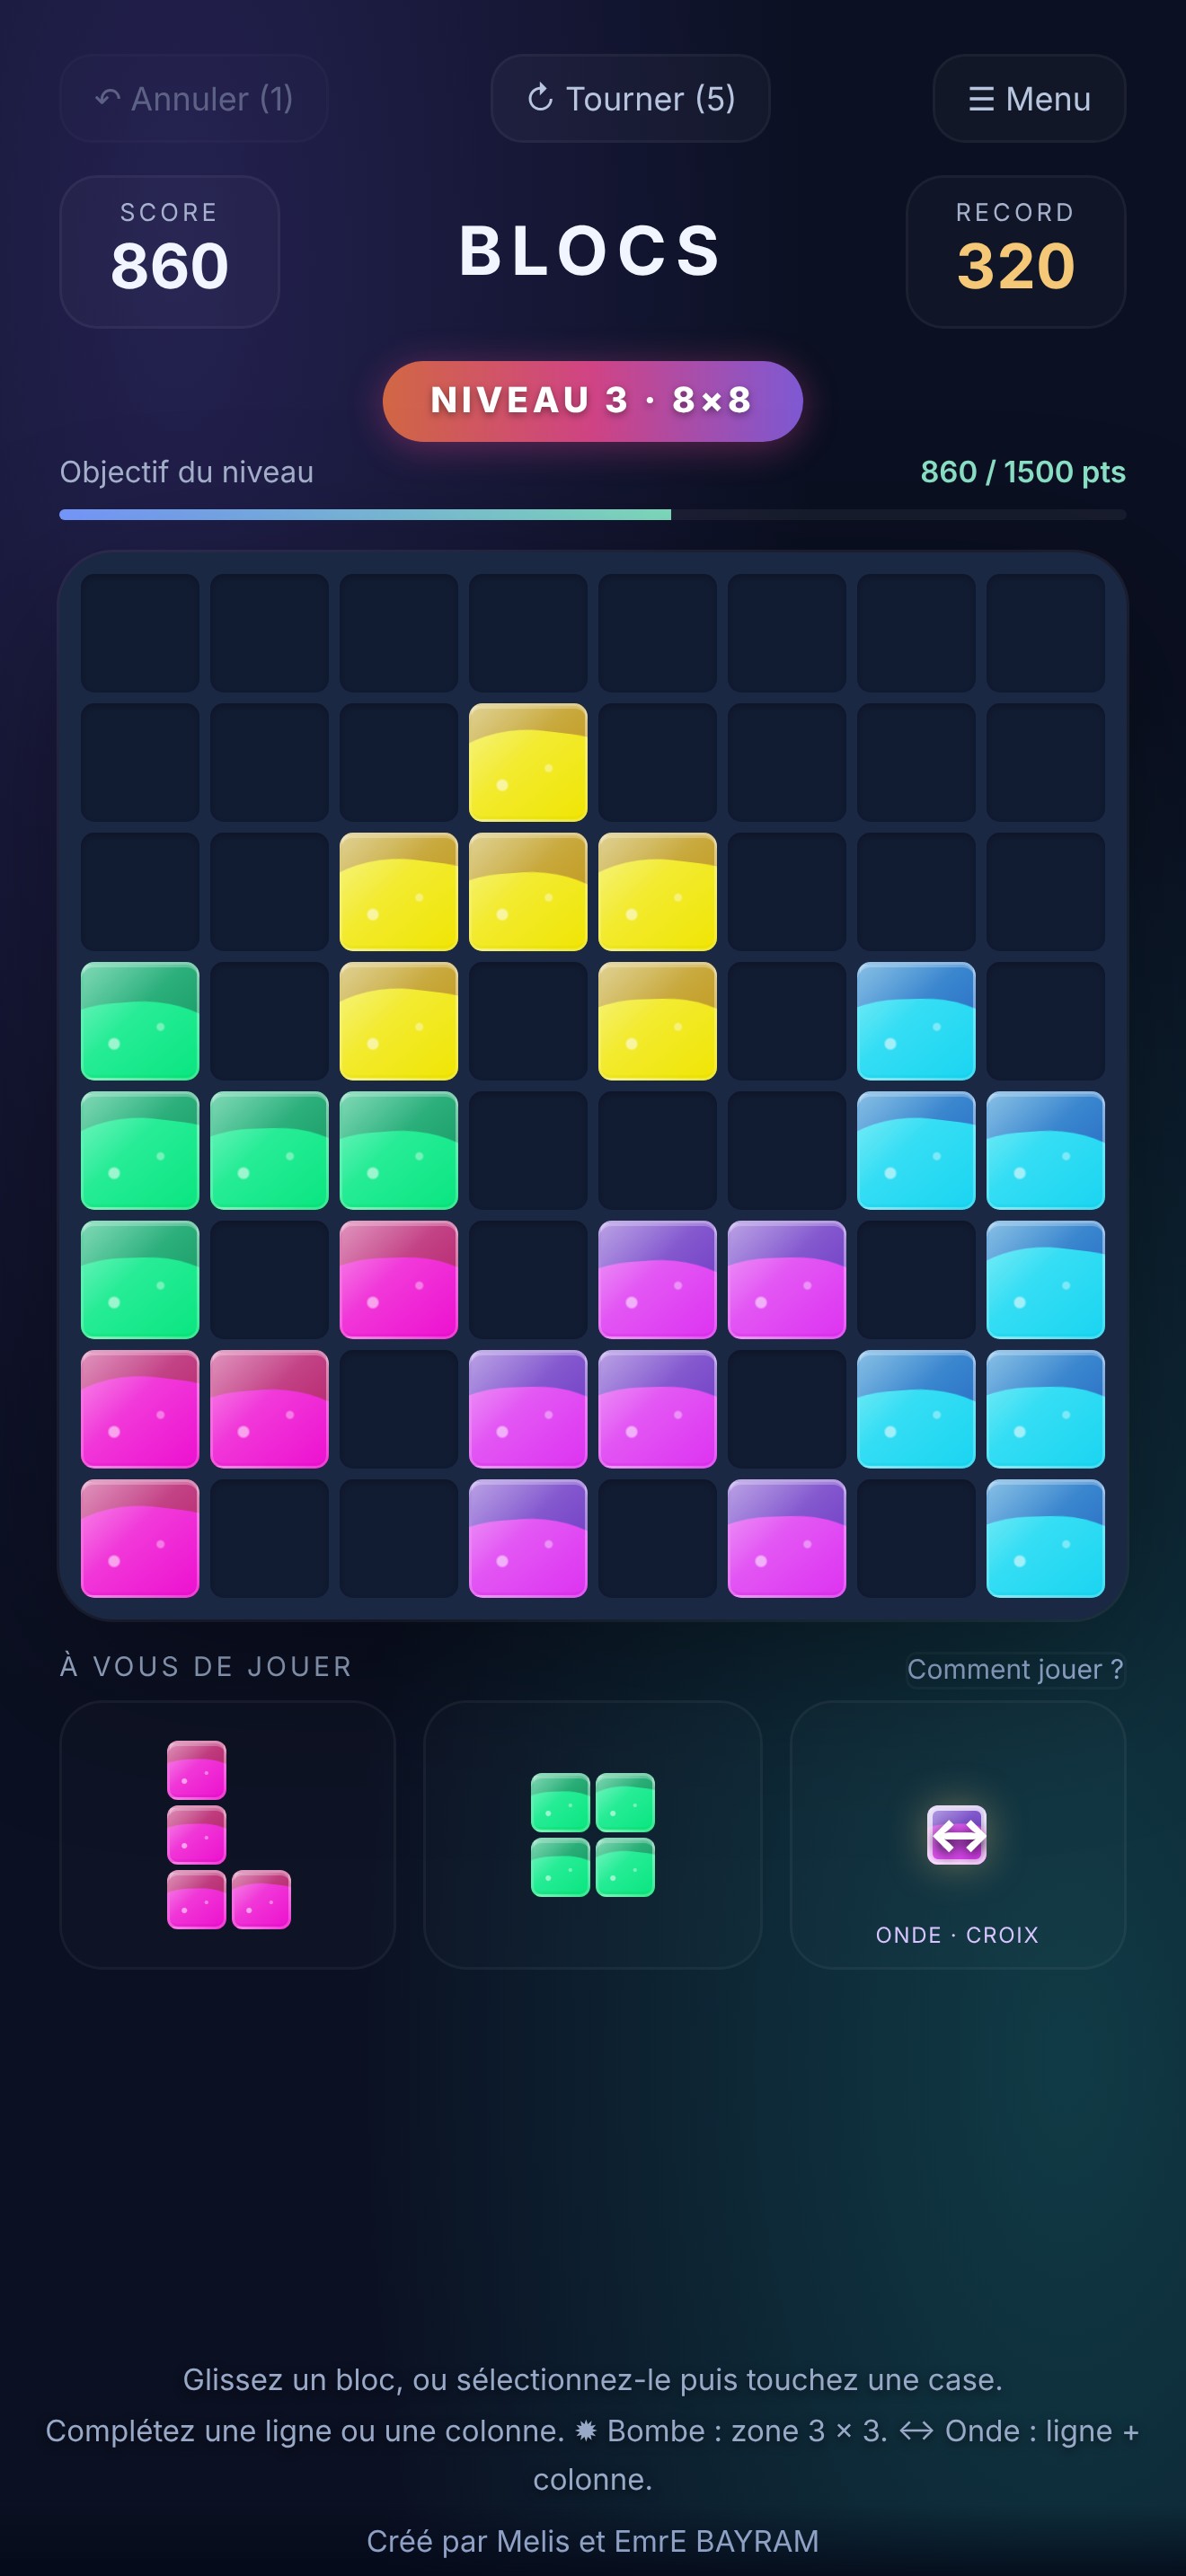 ↶ Annuler (1)
↻ Tourner (5)
☰ Menu
SCORE
860
BLOCS
RECORD
320
NIVEAU 3 · 8×8
Objectif du niveau
860 / 1500 pts
À VOUS DE JOUER
Comment jouer ?
ONDE · CROIX
Glissez un bloc, ou sélectionnez-le puis touchez une case.
Complétez une ligne ou une colonne. ✹ Bombe : zone 3 × 3. ↔ Onde : ligne +
colonne.
Créé par Melis et EmrE BAYRAM